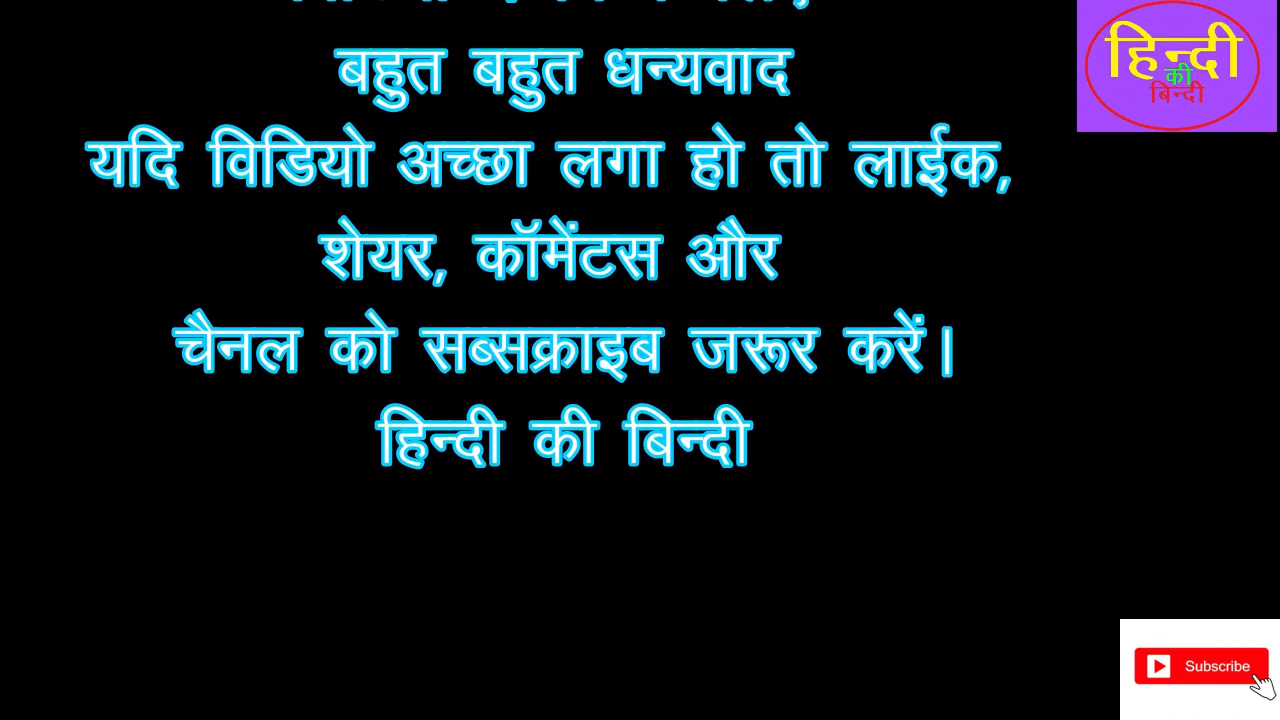 बहुत बहुत धन्यवाद
यदि विडियो अच्छा लगा हो तो लाईक,
शेयर, कॉमेंटस और
चैनल को सब्सक्राइब जरूर करें।
हिन्दी की बिन्दी
हिन्दी
की
बिन्दी
Subscribe